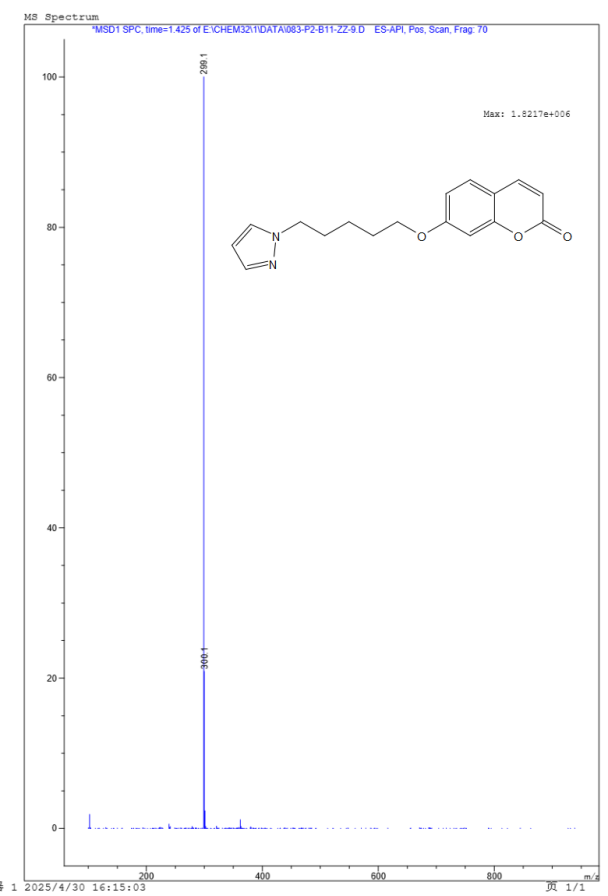 MS Spectrum
*MSD1 SPC, time=1.425 of E:\CHEM32\1\DATA\083-P2-B11-ZZ-9.D ES-API, Pos, Scan, Frag: 70
299.1
100
Max: 1.8217e+006
80
O
O
O
N
N
60
40
300.1
20
0
200
400
600
800
m/z
1 2025/4/30 16:15:03
页 1/1